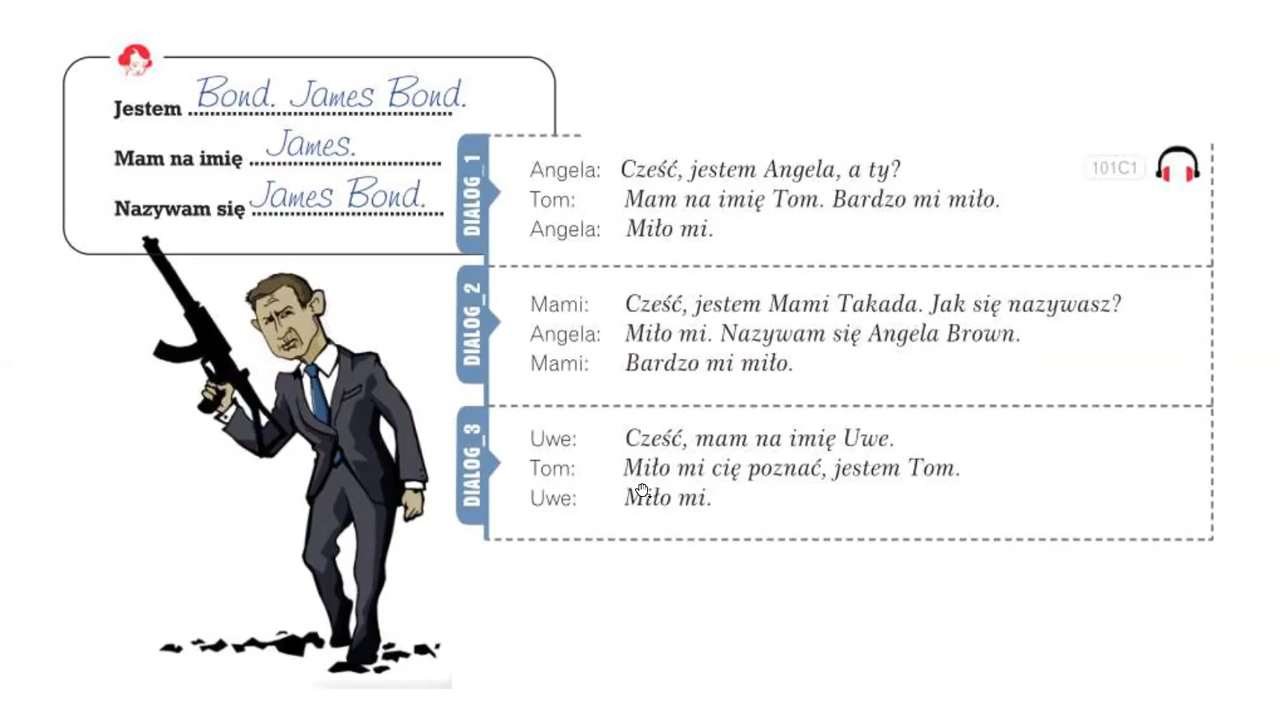 Jestem Bond. James Bond.
Mam na imię James.
Nazywam się James Bond.
DIALOG_1
Angela: Cześć, jestem Angela, a ty?
101C1
Tom: Mam na imię Tom. Bardzo mi miło.
Angela: Miło mi.
DIALOG_2
Mami: Cześć, jestem Mami Takada. Jak się nazywasz?
Angela: Miło mi. Nazywam się Angela Brown.
Mami: Bardzo mi miło.
DIALOG_3
Uwe: Cześć, mam na imię Uwe.
Tom: Miło mi cię poznać, jestem Tom.
Uwe: Miło mi.